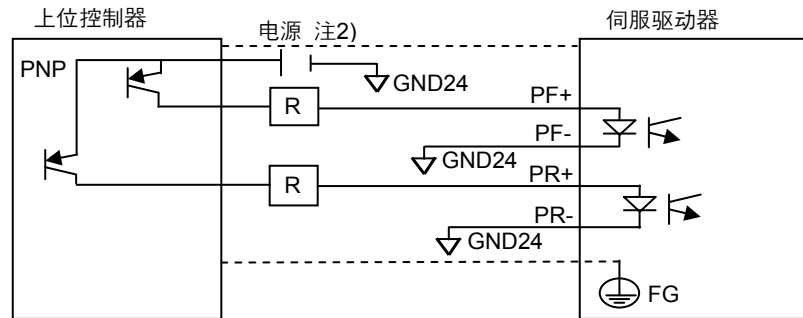 上位控制器
电源 注2)
伺服驱动器
PNP
GND24
R
PF+
PF-
GND24
R
PR+
PR-
GND24
FG